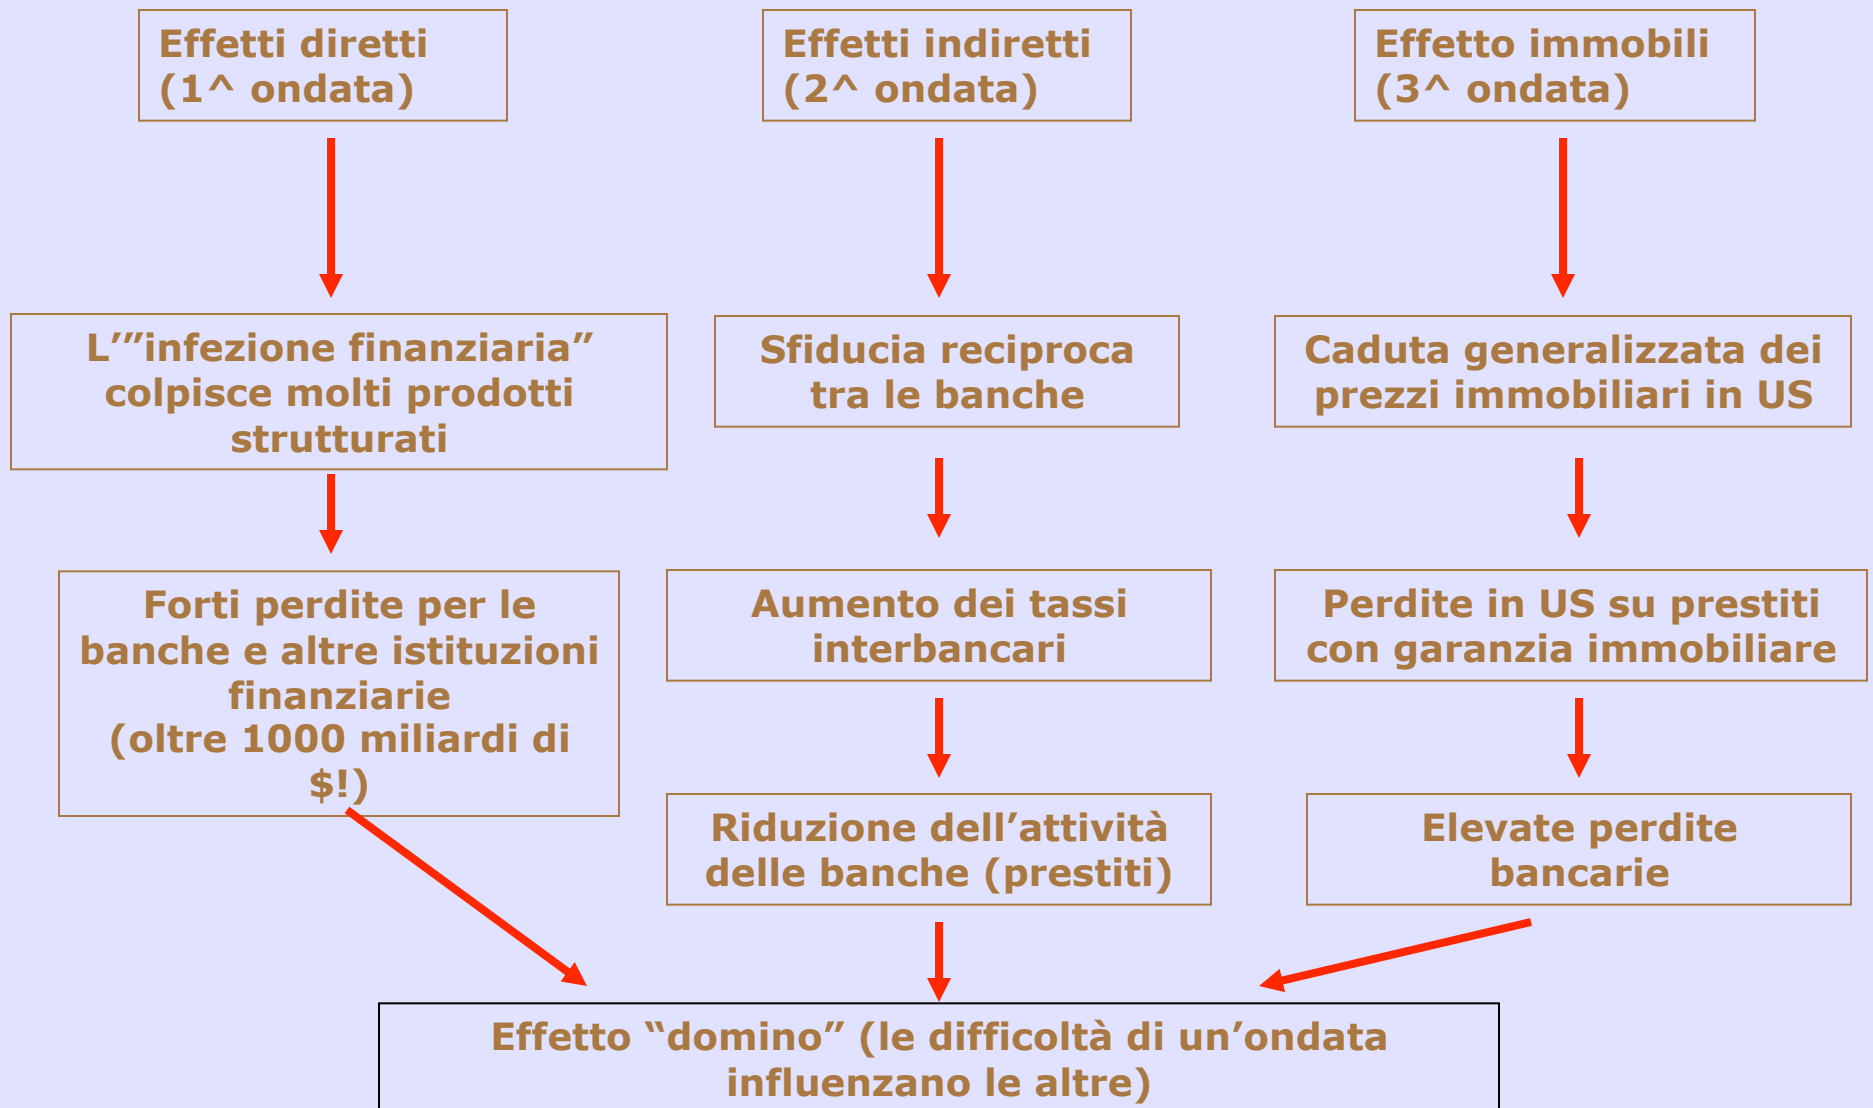 Effetti diretti
(1^ ondata)
Effetti indiretti
(2^ ondata)
Effetto immobili
(3^ ondata)
L’”infezione finanziaria”
colpisce molti prodotti
strutturati
Sfiducia reciproca
tra le banche
Caduta generalizzata dei
prezzi immobiliari in US
Forti perdite per le
banche e altre istituzioni
finanziarie
(oltre 1000 miliardi di
$!)
Aumento dei tassi
interbancari
Perdite in US su prestiti
con garanzia immobiliare
Riduzione dell’attività
delle banche (prestiti)
Elevate perdite
bancarie
Effetto “domino” (le difficoltà di un’ondata
influenzano le altre)